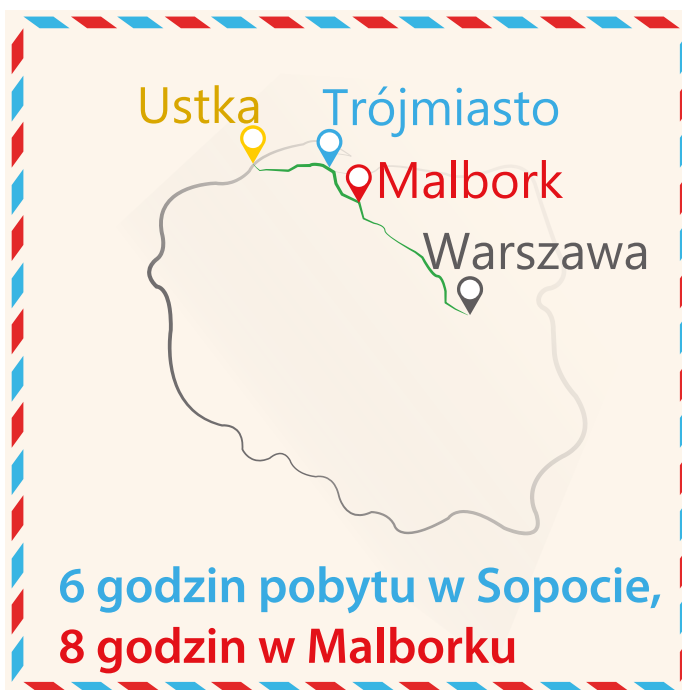 Ustka
Trójmiasto
Malbork
Warszawa
6 godzin pobytu w Sopocie,
8 godzin w Malborku